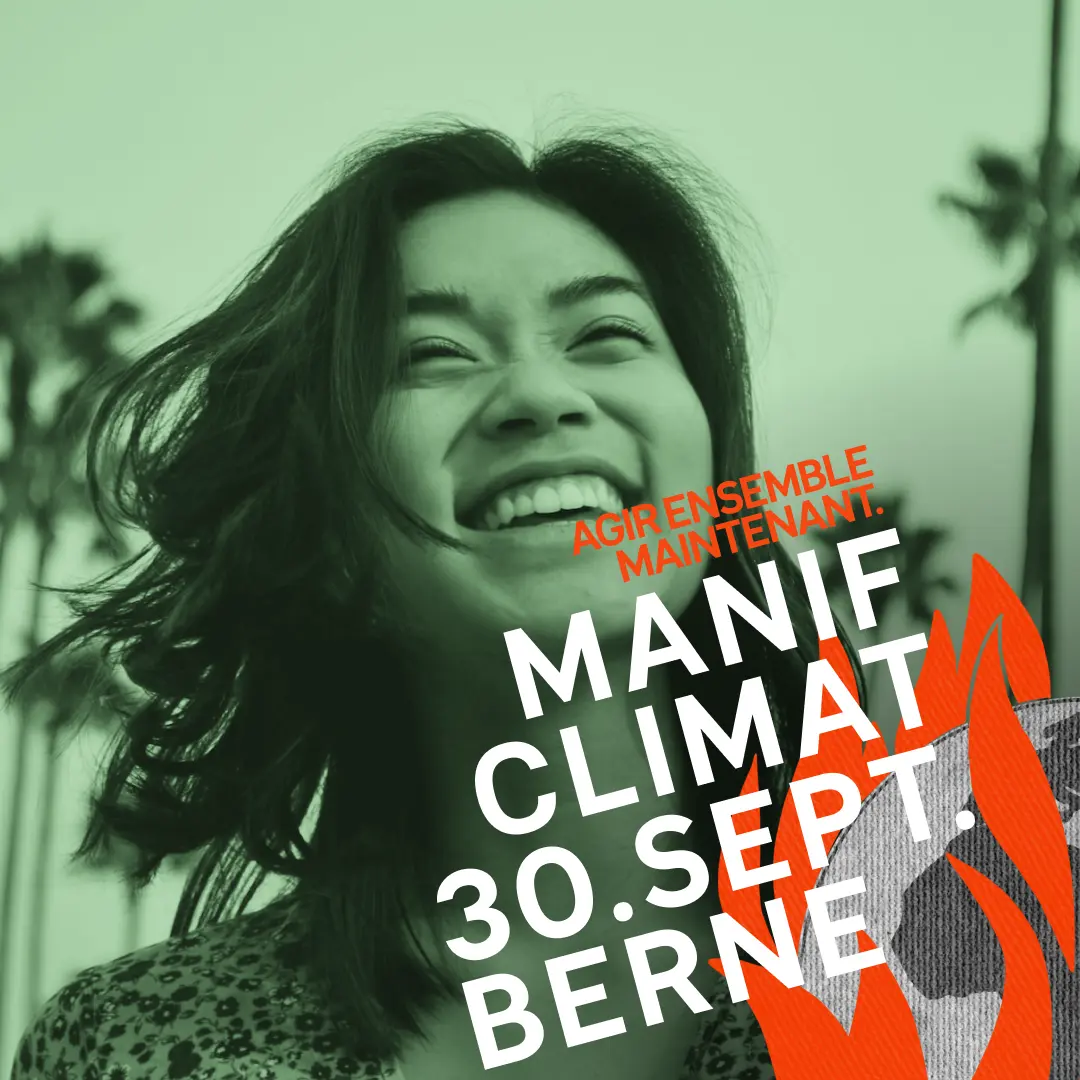 AGIR ENSEMBLE
MAINTENANT.
MANIF
CLIMAT
30.SEPT.
BERNE